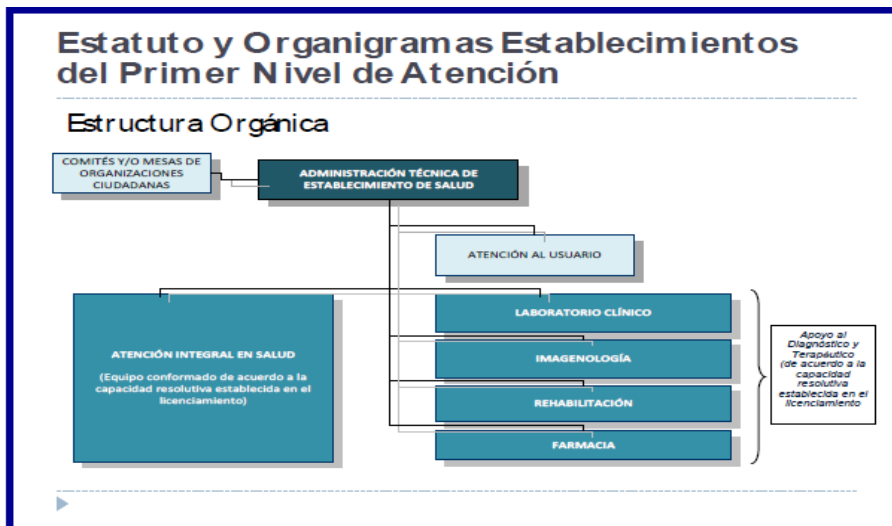 Estatuto y Organigramas Establecimientos
del Primer Nivel de Atención
Estructura Orgánica
COMITÉS Y/O MESAS DE
ORGANIZACIONES
CIUDADANAS
ADMINISTRACIÓN TÉCNICA DE
ESTABLECIMIENTO DE SALUD
ATENCIÓN AL USUARIO
ATENCIÓN INTEGRAL EN SALUD
(Equipo conformado de acuerdo a la
capacidad resolutiva establecida en el
licenciamiento)
LABORATORIO CLÍNICO
IMAGENOLOGÍA
REHABILITACIÓN
FARMACIA
Apoyo al
Diagnóstico y
Terapéutico
(de acuerdo a la
capacidad
resolutiva
establecida en el
licenciamiento